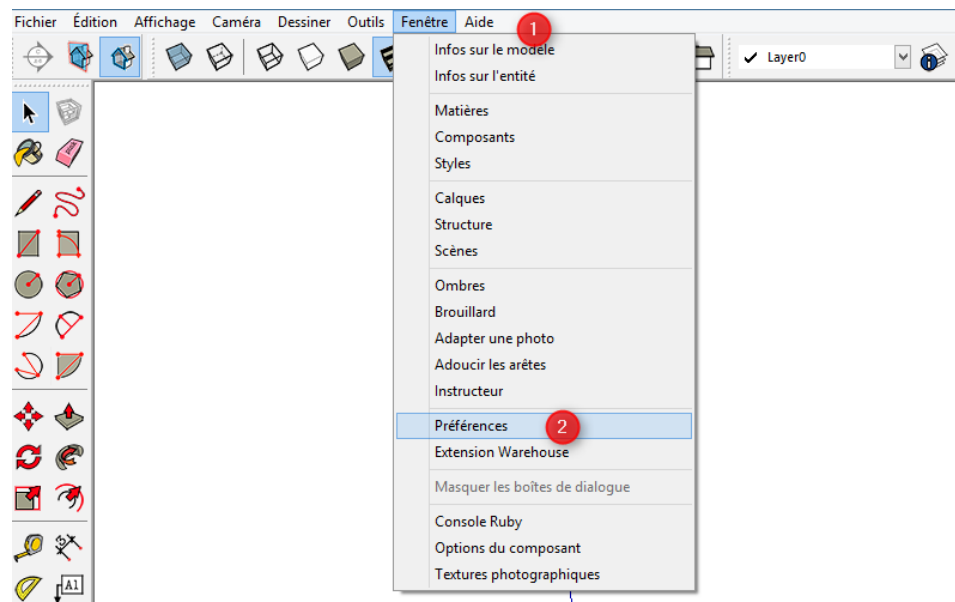 Fichier Édition Affichage Caméra Dessiner Outils Fenêtre Aide
1
Infos sur le modèle
Layer0
Infos sur l'entité
Matières
Composants
Styles
Calques
Structure
Scènes
Ombres
Brouillard
Adapter une photo
Adoucir les arêtes
Instructeur
Préférences 2
Extension Warehouse
Masquer les boîtes de dialogue
Console Ruby
Options du composant
Textures photographiques
A1